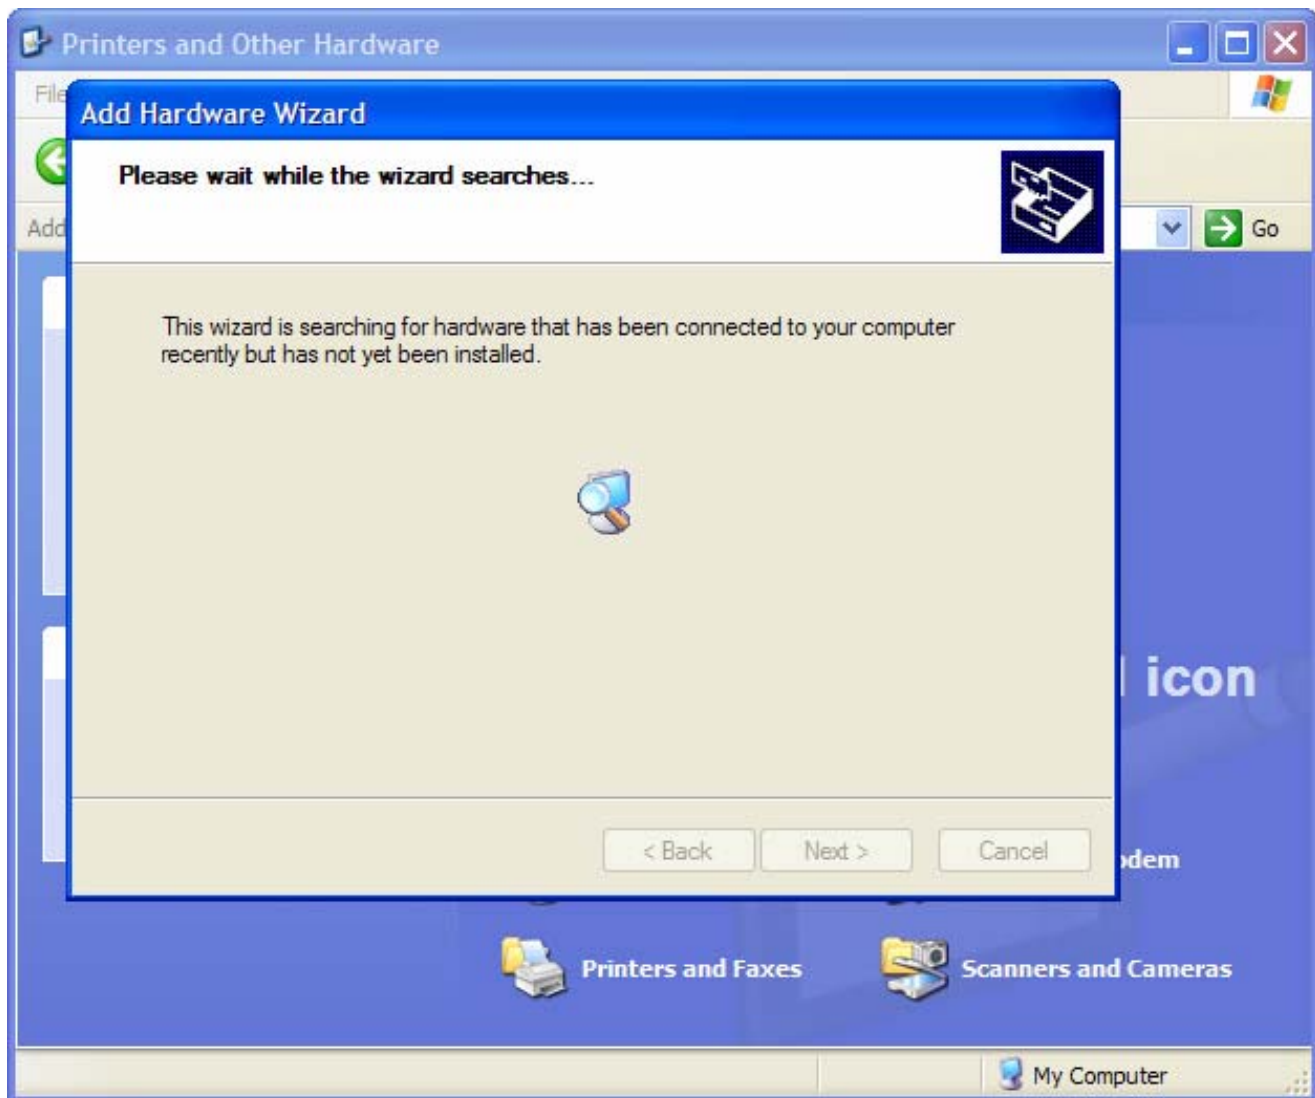 Printers and Other Hardware
File
Add Hardware Wizard
Please wait while the wizard searches...
Add
Go
This wizard is searching for hardware that has been connected to your computer
recently but has not yet been installed.
icon
< Back
Next >
Cancel
odem
Printers and Faxes
Scanners and Cameras
My Computer